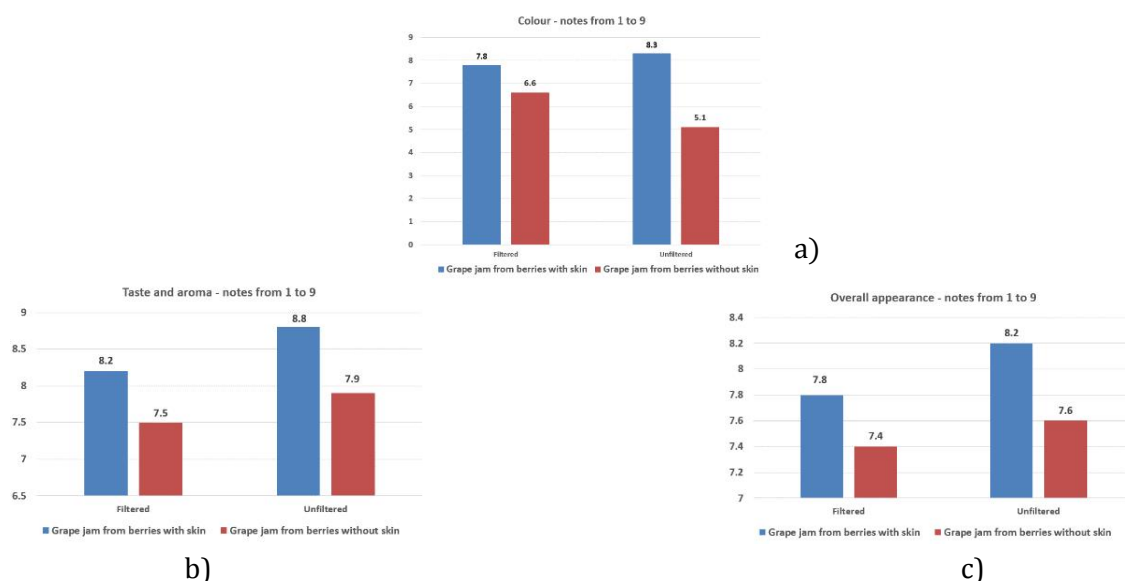 Colour - notes from 1 to 9
9
8
7
6
5
4
3
2
1
0
7.8
6.6
8.3
5.1
Filtered
Unfiltered
Grape jam from berries with skin
Grape jam from berries without skin
a)
Taste and aroma - notes from 1 to 9
9
8.5
8
7.5
7
6.5
8.2
7.5
8.8
7.9
Filtered
Unfiltered
Grape jam from berries with skin
Grape jam from berries without skin
b)
Overall appearance - notes from 1 to 9
8.4
8.2
8
7.8
7.6
7.4
7.2
7
7.8
7.4
8.2
7.6
Filtered
Unfiltered
Grape jam from berries with skin
Grape jam from berries without skin
c)